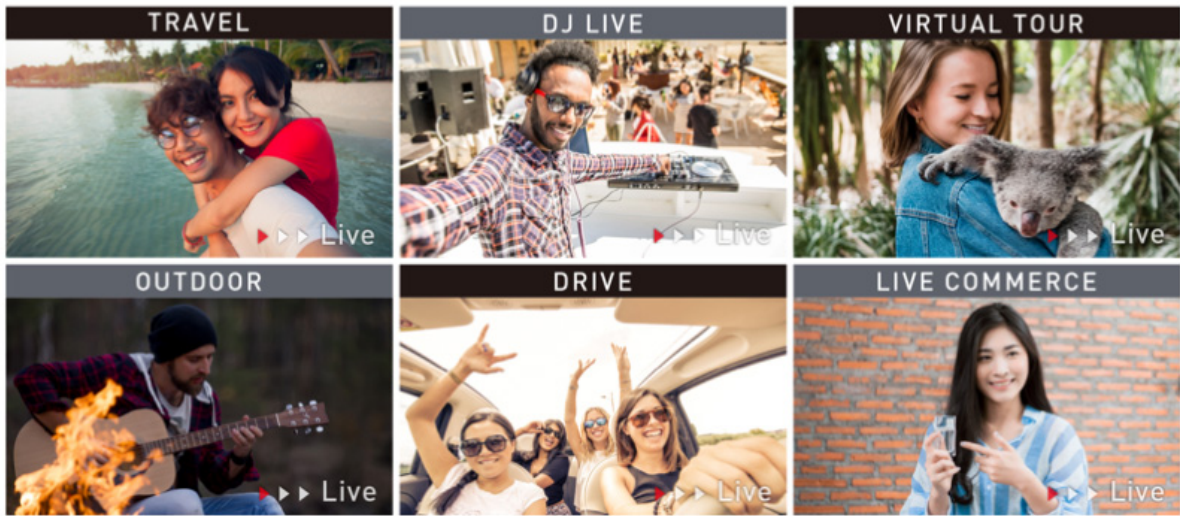 TRAVEL
DJ LIVE
VIRTUAL TOUR
Live
Live
Live
OUTDOOR
DRIVE
LIVE COMMERCE
Live
Live
Live